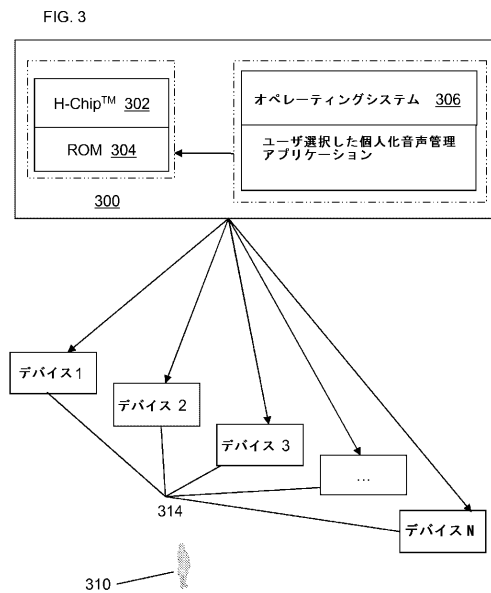 FIG. 3
H-Chip™ 302
ROM 304
300
オペレーティングシステム 306
ユーザ選択した個人化音声管理
アプリケーション
デバイス 1
デバイス 2
デバイス 3
...
デバイス N
314
310